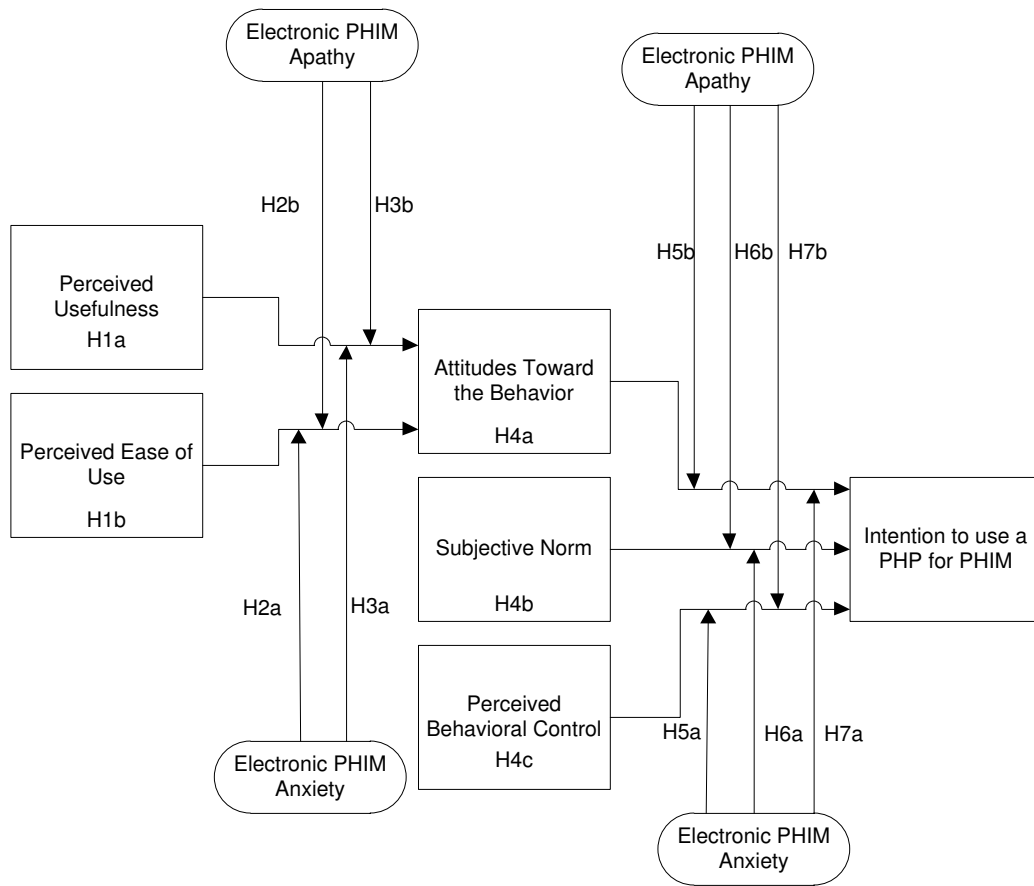 Electronic PHIM
Apathy
Electronic PHIM
Apathy
H2b
H3b
H5b
H6b
H7b
Perceived
Usefulness
H1a
Attitudes Toward
the Behavior
H4a
Perceived Ease of
Use
H1b
Subjective Norm
H4b
Intention to use a
PHP for PHIM
H2a
H3a
Perceived
Behavioral Control
H4c
H5a
H6a
H7a
Electronic PHIM
Anxiety
Electronic PHIM
Anxiety